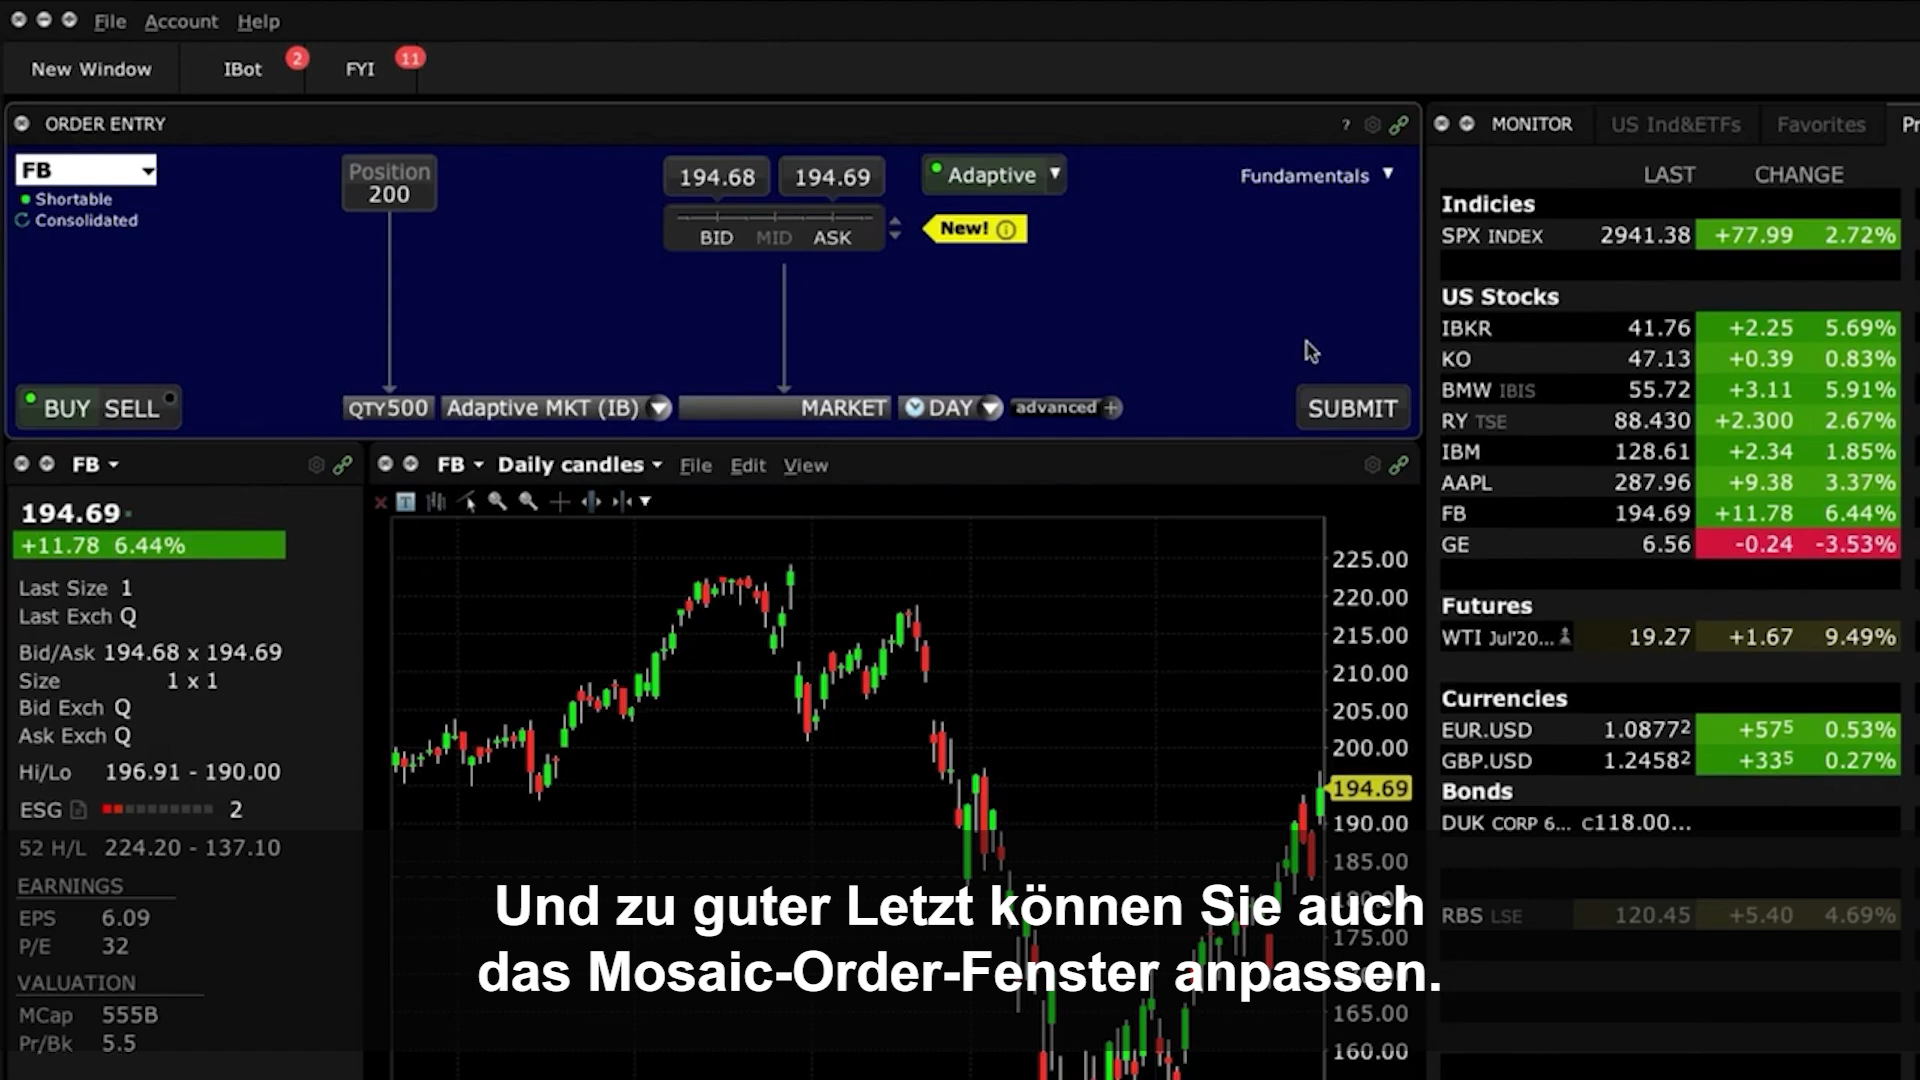 File Account Help
New Window IBot 2 FYI 11
ORDER ENTRY ?
FB
Shortable
Consolidated
Position
200
194.68 194.69
BID MID ASK
Adaptive
New!
Fundamentals
BUY SELL
QTY 500 Adaptive MKT (IB) MARKET DAY advanced +
SUBMIT
FB
194.69
+11.78 6.44%
Last Size 1
Last Exch Q
Bid/Ask 194.68 x 194.69
Size 1 x 1
Bid Exch Q
Ask Exch Q
Hi/Lo 196.91 - 190.00
ESG 2
52 H/L 224.20 - 137.10
EARNINGS
EPS 6.09
P/E 32
VALUATION
MCap 555B
Pr/Bk 5.5
FB Daily candles File Edit View
225.00
220.00
215.00
210.00
205.00
200.00
194.69
190.00
185.00
175.00
165.00
160.00
MONITOR US Ind&ETFs Favorites
LAST CHANGE
Indicies
SPX INDEX 2941.38 +77.99 2.72%
US Stocks
IBKR 41.76 +2.25 5.69%
KO 47.13 +0.39 0.83%
BMW IBIS 55.72 +3.11 5.91%
RY TSE 88.430 +2.300 2.67%
IBM 128.61 +2.34 1.85%
AAPL 287.96 +9.38 3.37%
FB 194.69 +11.78 6.44%
GE 6.56 -0.24 -3.53%
Futures
WTI Jul'20... 19.27 +1.67 9.49%
Currencies
EUR.USD 1.0877² +57⁵ 0.53%
GBP.USD 1.2458² +33⁵ 0.27%
Bonds
DUK CORP 6... c118.00...
RBS LSE 120.45 +5.40 4.69%
Und zu guter Letzt können Sie auch
das Mosaic-Order-Fenster anpassen.